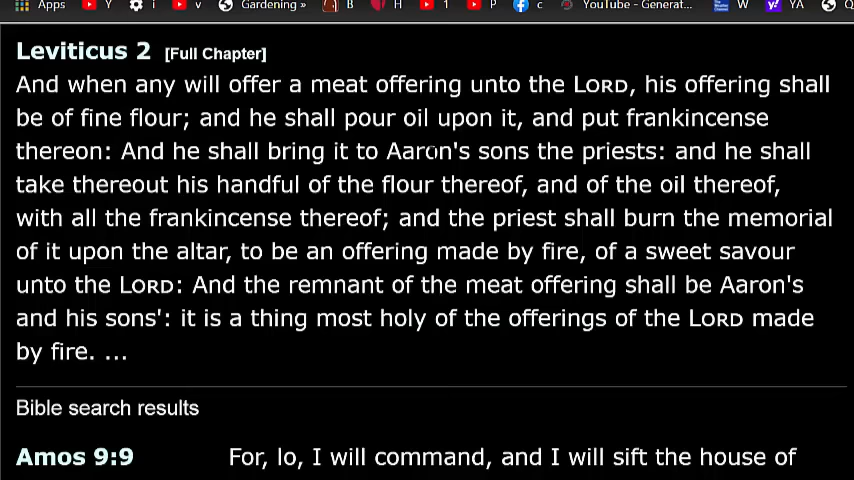 Apps Y i v Gardening » B H 1 P c YouTube - Generat... W YA Q
Leviticus 2 [Full Chapter]
And when any will offer a meat offering unto the LORD, his offering shall
be of fine flour; and he shall pour oil upon it, and put frankincense
thereon: And he shall bring it to Aaron's sons the priests: and he shall
take thereout his handful of the flour thereof, and of the oil thereof,
with all the frankincense thereof; and the priest shall burn the memorial
of it upon the altar, to be an offering made by fire, of a sweet savour
unto the LORD: And the remnant of the meat offering shall be Aaron's
and his sons': it is a thing most holy of the offerings of the LORD made
by fire. ...
Bible search results
Amos 9:9 For, lo, I will command, and I will sift the house of